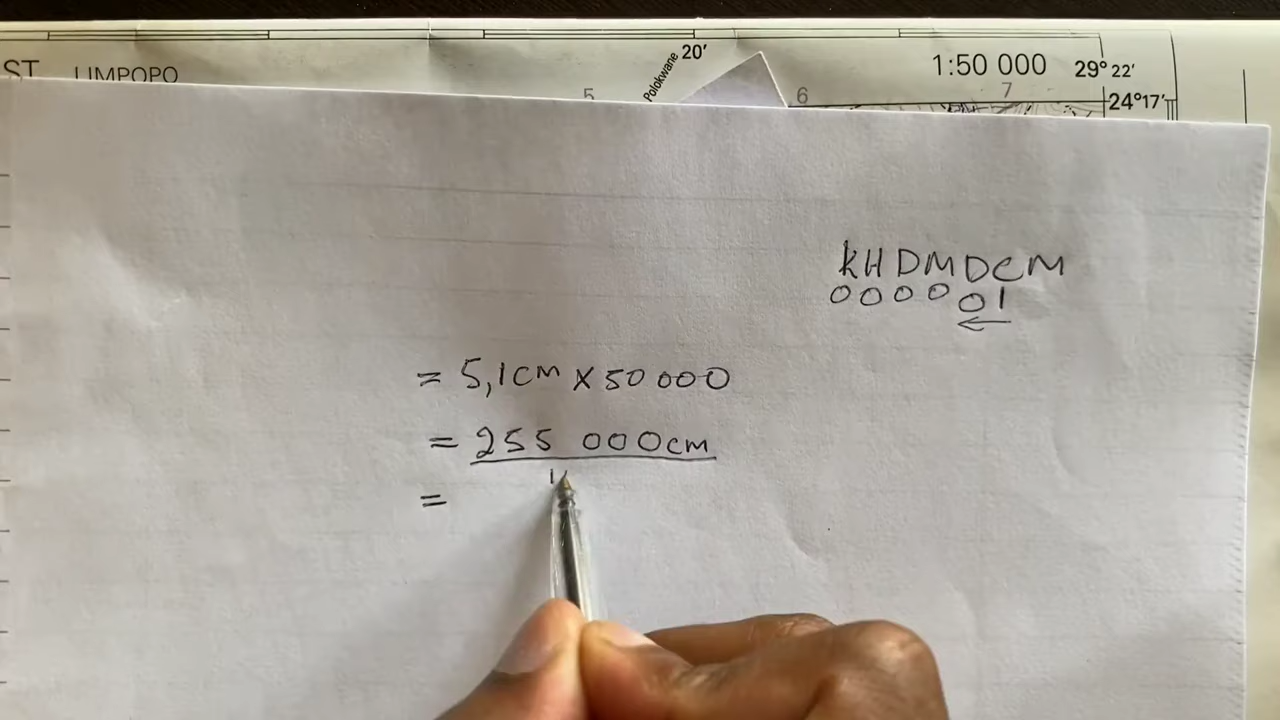 20'
1:50 000 29° 22'
ST LIMPOPO
Polokwane
5 6 7
24°17'
KHDMDCM
000001
= 5,1cm x 50 000
= 255 000cm
1
=